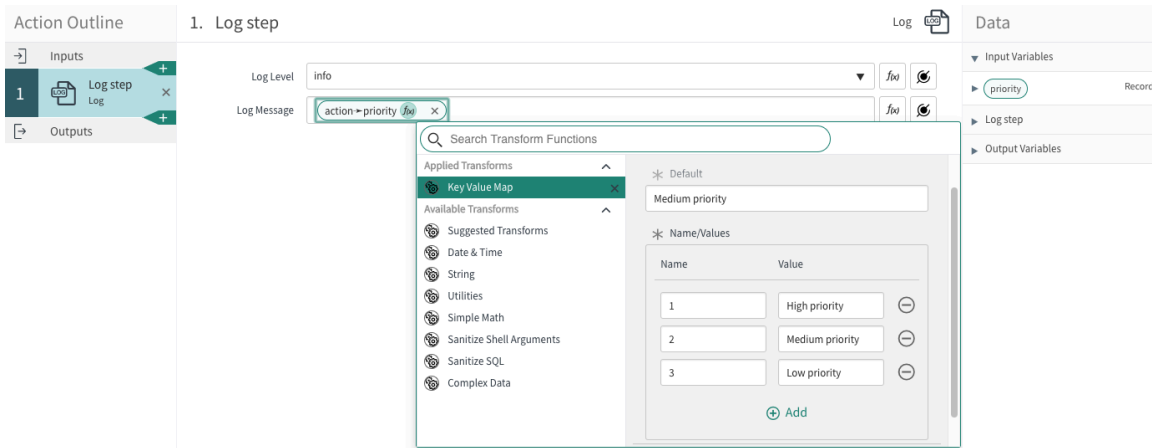 Action Outline
Inputs
1
LOG
Log step
Log
Outputs
1. Log step
Log
LOG
Log Level
info
f(x)
Log Message
action➛priority f(x) ×
f(x)
Search Transform Functions
Applied Transforms
Key Value Map
Available Transforms
Suggested Transforms
Date & Time
String
Utilities
Simple Math
Sanitize Shell Arguments
Sanitize SQL
Complex Data
Default
Medium priority
Name/Values
Name Value
1 High priority
2 Medium priority
3 Low priority
Add
Data
Input Variables
priority Record
Log step
Output Variables